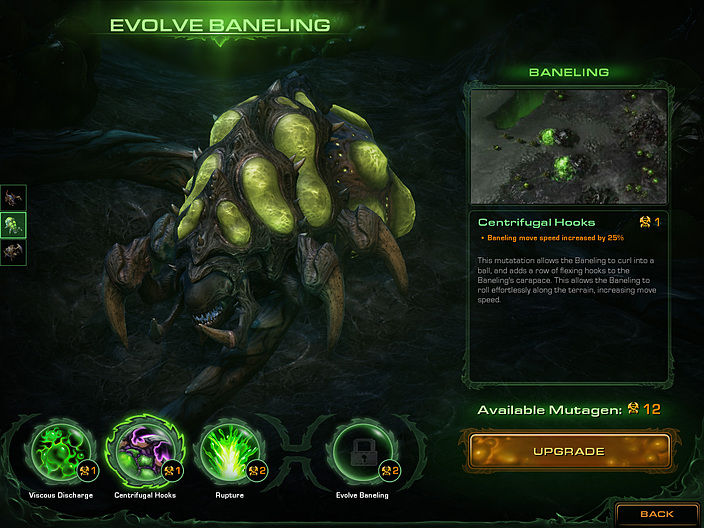 EVOLVE BANELING
BANELING
Centrifugal Hooks 1
• Baneling move speed increased by 25%
This mutatation allows the Baneling to curl into a
ball, and adds a row of flexing hooks to the
Baneling's carapace. This allows the Baneling to
roll effortlessly along the terrain, increasing move
speed.
Available Mutagen: 12
UPGRADE
1
1
2
2
Viscous Discharge
Centrifugal Hooks
Rupture
Evolve Baneling
BACK